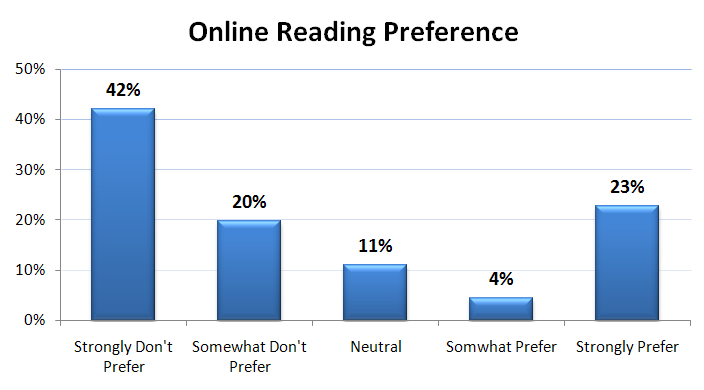 Online Reading Preference
50%
40%
30%
20%
10%
0%
42%
20%
11%
4%
23%
Strongly Don't
Prefer
Somewhat Don't
Prefer
Neutral
Somwhat Prefer
Strongly Prefer